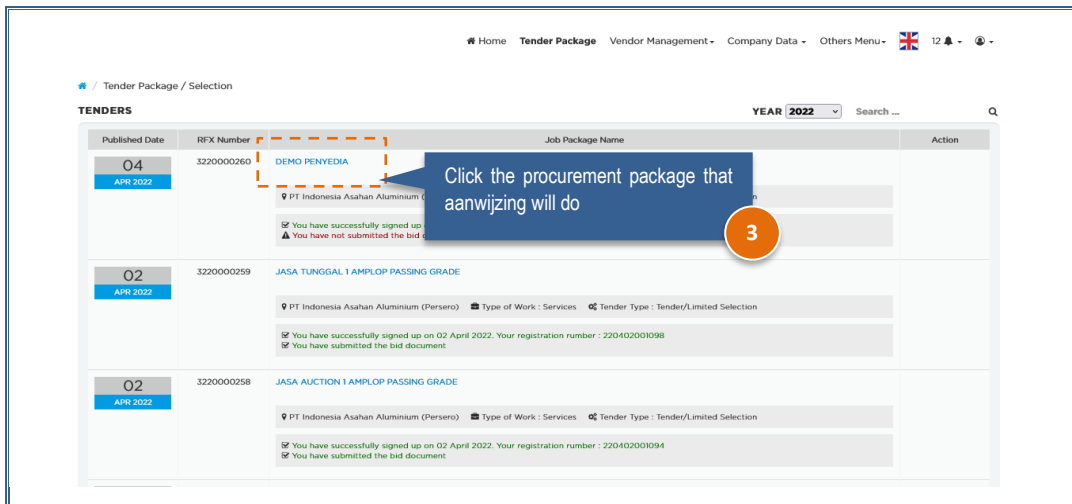 Home Tender Package Vendor Management Company Data Others Menu 12
/ Tender Package / Selection
TENDERS YEAR 2022 Search ...
Published Date RFX Number Job Package Name Action
04 3220000260 DEMO PENYEDIA
APR 2022
Click the procurement package that
aanwijzing will do
PT Indonesia Asahan Aluminium
You have successfully signed up
You have not submitted the bid
3
02 3220000259 JASA TUNGGAL 1 AMPLOP PASSING GRADE
APR 2022
PT Indonesia Asahan Aluminium (Persero) Type of Work : Services Tender Type : Tender/Limited Selection
You have successfully signed up on 02 April 2022. Your registration number : 220402001098
You have submitted the bid document
02 3220000258 JASA AUCTION 1 AMPLOP PASSING GRADE
APR 2022
PT Indonesia Asahan Aluminium (Persero) Type of Work : Services Tender Type : Tender/Limited Selection
You have successfully signed up on 02 April 2022. Your registration number : 220402001094
You have submitted the bid document